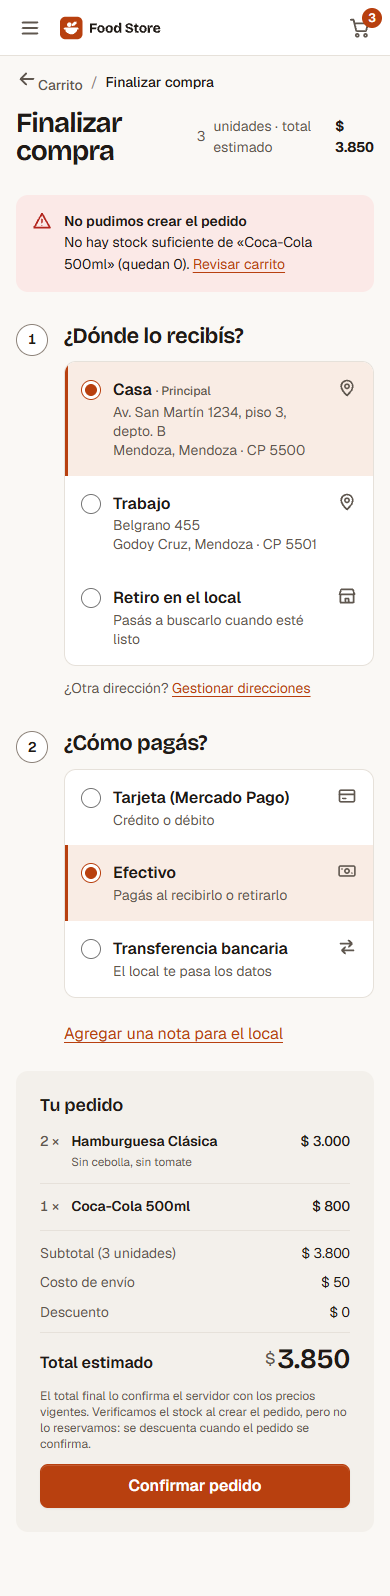 Food Store
3
Carrito / Finalizar compra
Finalizar
compra
3 unidades · total
estimado
$
3.850
No pudimos crear el pedido
No hay stock suficiente de «Coca-Cola
500ml» (quedan 0). Revisar carrito
1
¿Dónde lo recibís?
Casa · Principal
Av. San Martín 1234, piso 3,
depto. B
Mendoza, Mendoza · CP 5500
Trabajo
Belgrano 455
Godoy Cruz, Mendoza · CP 5501
Retiro en el local
Pasás a buscarlo cuando esté
listo
¿Otra dirección? Gestionar direcciones
2
¿Cómo pagás?
Tarjeta (Mercado Pago)
Crédito o débito
Efectivo
Pagás al recibirlo o retirarlo
Transferencia bancaria
El local te pasa los datos
Agregar una nota para el local
Tu pedido
2 × Hamburguesa Clásica $ 3.000
Sin cebolla, sin tomate
1 × Coca-Cola 500ml $ 800
Subtotal (3 unidades) $ 3.800
Costo de envío $ 50
Descuento $ 0
Total estimado $ 3.850
El total final lo confirma el servidor con los precios
vigentes. Verificamos el stock al crear el pedido, pero no
lo reservamos: se descuenta cuando el pedido se
confirma.
Confirmar pedido